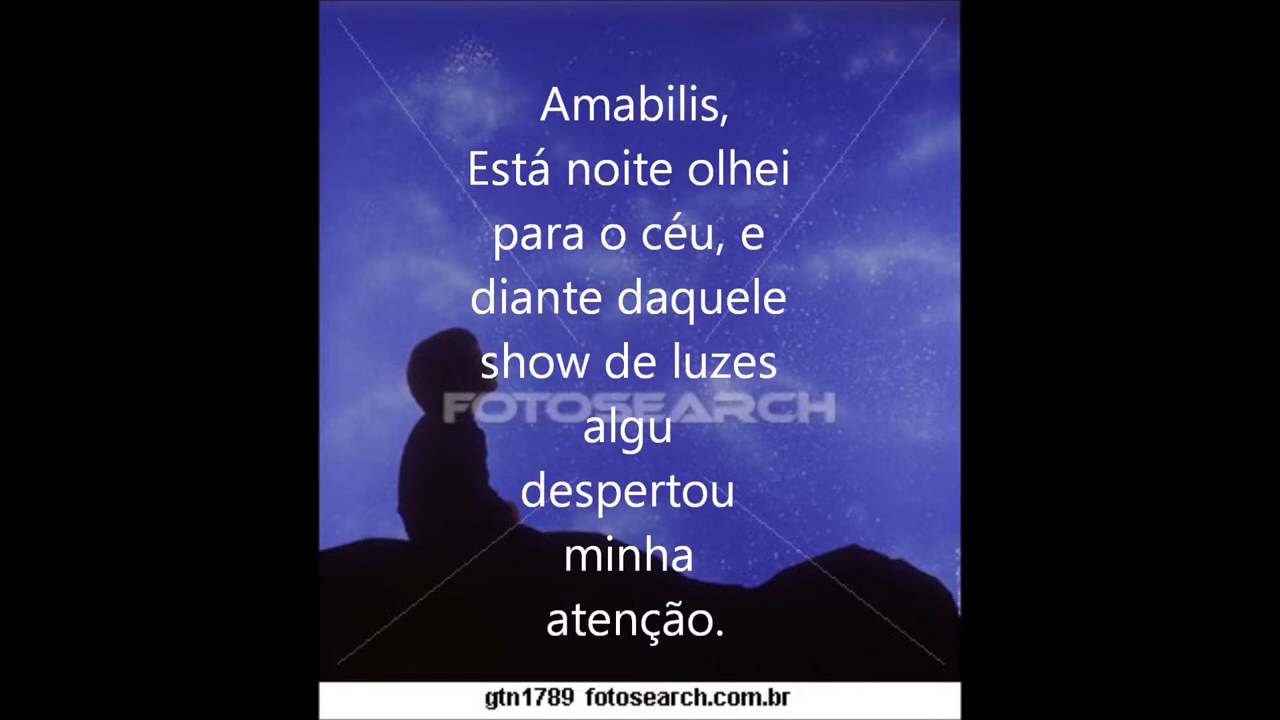 Amabilis,
Está noite olhei
para o céu, e
diante daquele
show de luzes
FOTOSEARCH
algu
despertou
minha
atenção.
gtn1789 fotosearch.com.br